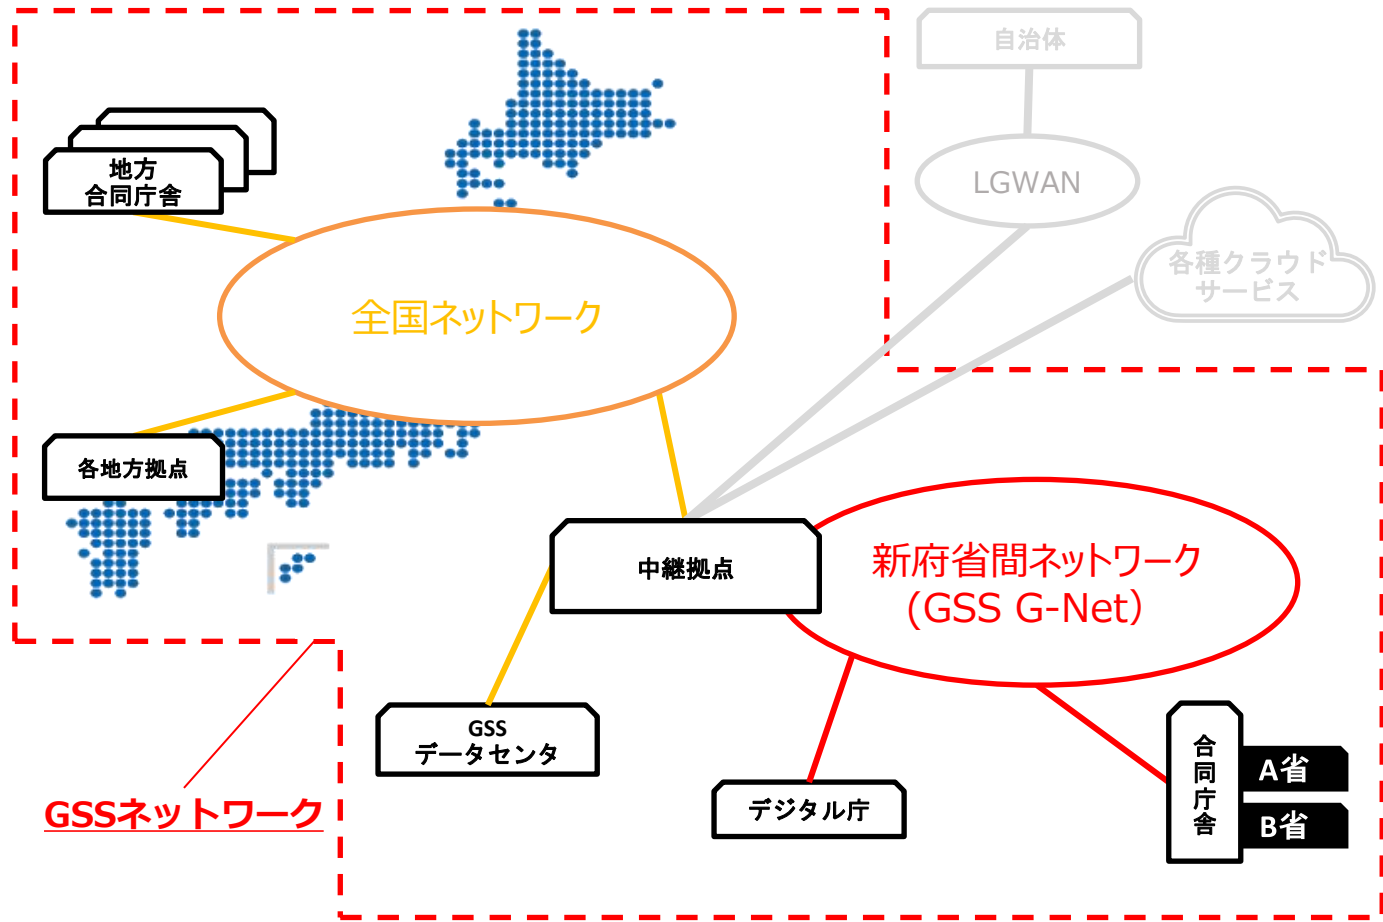 自治体
LGWAN
各種クラウド
サービス
地方
合同庁舎
全国ネットワーク
各地方拠点
中継拠点
新府省間ネットワーク
(GSS G-Net)
GSS
データセンタ
デジタル庁
合同庁舎
A省
B省
GSSネットワーク